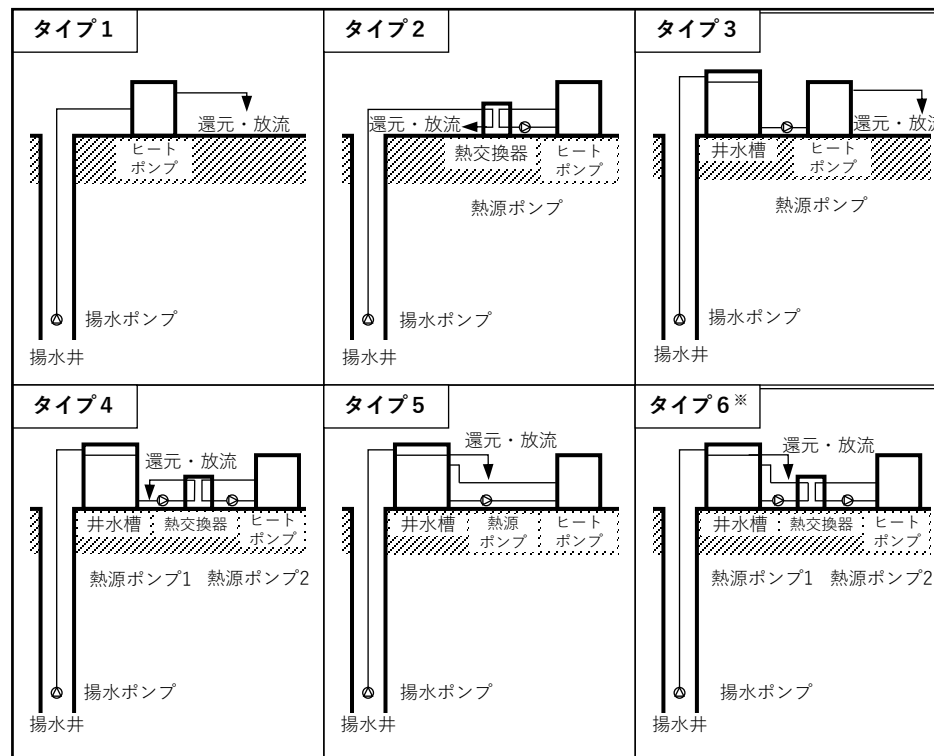 タイプ1
還元・放流
ヒート
ポンプ
揚水ポンプ
揚水井
タイプ2
還元・放流
熱交換器
ヒート
ポンプ
熱源ポンプ
揚水ポンプ
揚水井
タイプ3
還元・放流
井水槽
ヒート
ポンプ
熱源ポンプ
揚水ポンプ
揚水井
タイプ4
還元・放流
井水槽
熱交換器
ヒート
ポンプ
熱源ポンプ1
熱源ポンプ2
揚水ポンプ
揚水井
タイプ5
還元・放流
井水槽
熱源
ポンプ
ヒート
ポンプ
揚水ポンプ
揚水井
タイプ6※
還元・放流
井水槽
熱交換器
ヒート
ポンプ
熱源ポンプ1
熱源ポンプ2
揚水ポンプ
揚水井